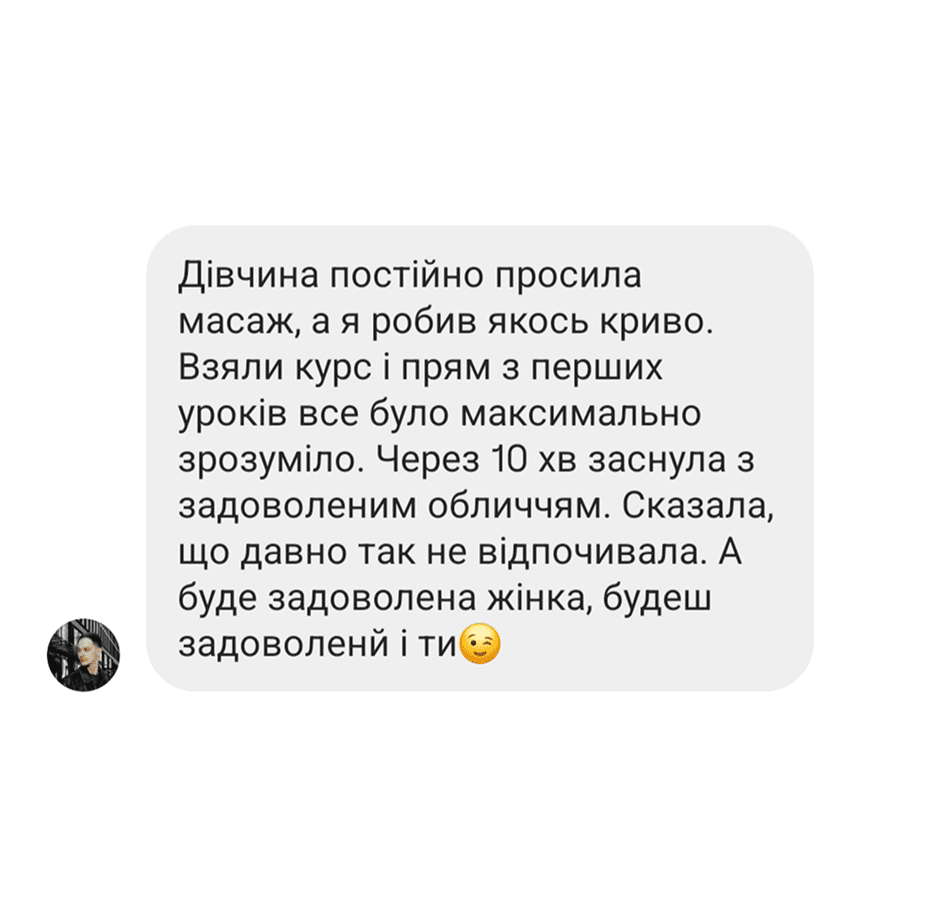 Дівчина постійно просила
масаж, а я робив якось криво.
Взяли курс і прям з перших
уроків все було максимально
зрозуміло. Через 10 хв заснула з
задоволеним обличчям. Сказала,
що давно так не відпочивала. А
буде задоволена жінка, будеш
задоволенй і ти😉